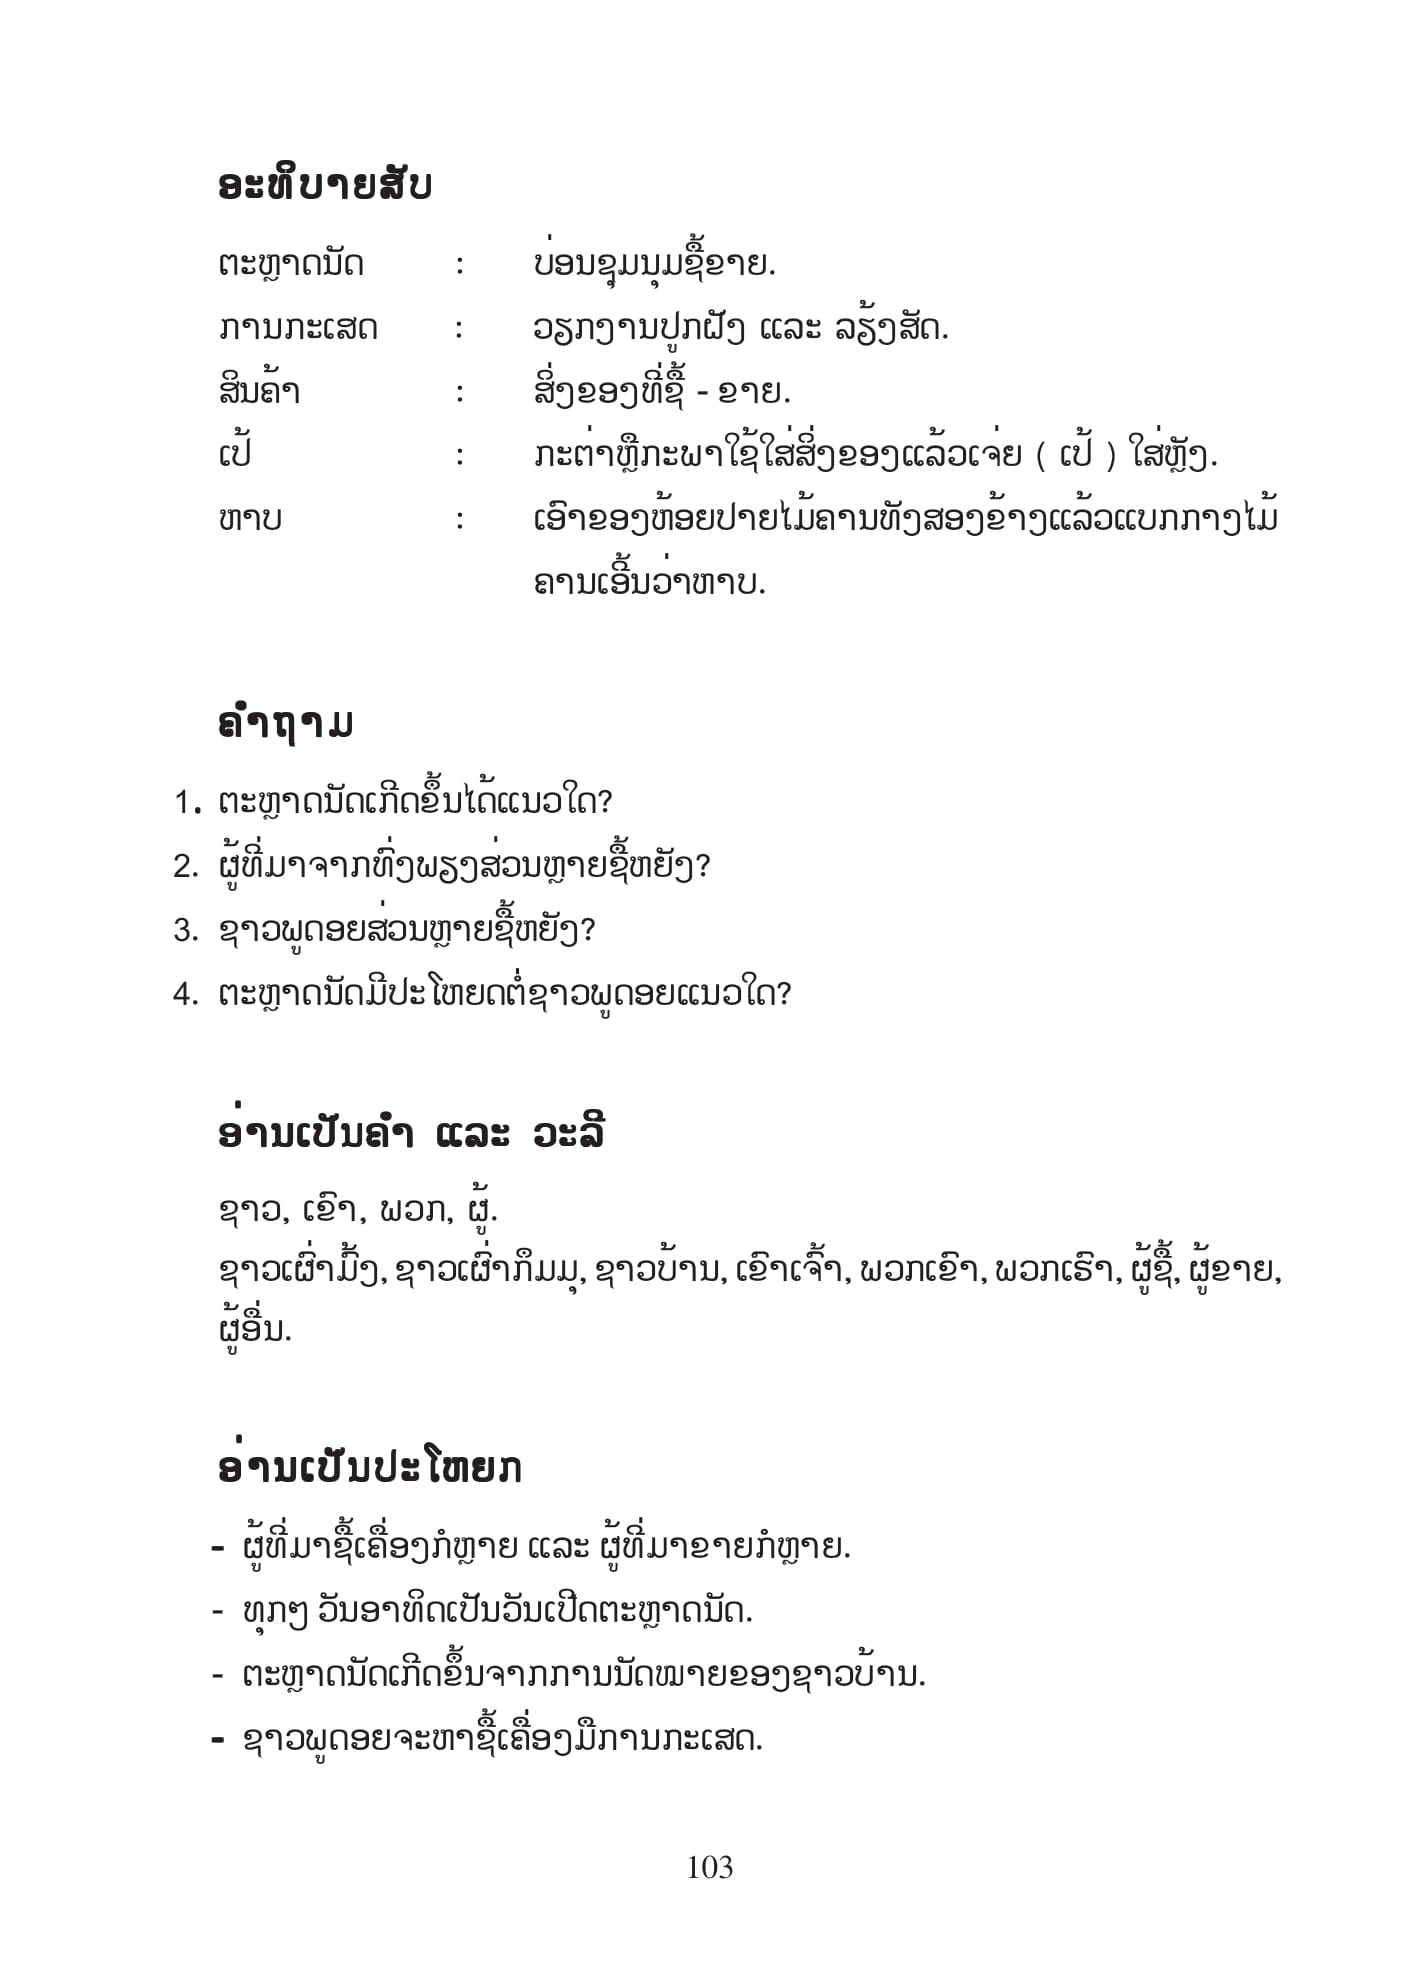 ອະທິບາຍສັບ
ຕະຫຼາດນັດ : ບ່ອນຊຸມນຸມຊື້ຂາຍ.
ການກະເສດ : ວຽກງານປູກຝັງ ແລະ ລຽ້ງສັດ.
ສິນຄ້າ : ສິ່ງຂອງທີ່ຊື້ - ຂາຍ.
ເປ້ : ກະຕ່າຫຼືກະພາໃຊ້ໃສ່ສິ່ງຂອງແລ້ວເຈ່ຍ ( ເປ້ ) ໃສ່ຫຼັງ.
ຫາບ : ເອົາຂອງຫ້ອຍປາຍໄມ້ຄານທັງສອງຂ້າງແລ້ວແບກກາງໄມ້
ຄານເອີ້ນວ່າຫາບ.
ຄຳຖາມ
1. ຕະຫຼາດນັດເກີດຂຶ້ນໄດ້ແນວໃດ?
2. ຜູ້ທີ່ມາຈາກທົ່ງພຽງສ່ວນຫຼາຍຊື້ຫຍັງ?
3. ຊາວພູດອຍສ່ວນຫຼາຍຊື້ຫຍັງ?
4. ຕະຫຼາດນັດມີປະໂຫຍດຕໍ່ຊາວພູດອຍແນວໃດ?
ອ່ານເປັນຄຳ ແລະ ວະລີ
ຊາວ, ເຂົາ, ພວກ, ຜູ້.
ຊາວເຜົ່າມົ້ງ, ຊາວເຜົ່າກຶມມຸ, ຊາວບ້ານ, ເຂົາເຈົ້າ, ພວກເຂົາ, ພວກເຮົາ, ຜູ້ຊື້, ຜູ້ຂາຍ,
ຜູ້ອື່ນ.
ອ່ານເປັນປະໂຫຍກ
- ຜູ້ທີ່ມາຊື້ເຄື່ອງກໍຫຼາຍ ແລະ ຜູ້ທີ່ມາຂາຍກໍຫຼາຍ.
- ທຸກໆ ວັນອາທິດເປັນວັນເປີດຕະຫຼາດນັດ.
- ຕະຫຼາດນັດເກີດຂຶ້ນຈາກການນັດໝາຍຂອງຊາວບ້ານ.
- ຊາວພູດອຍຈະຫາຊື້ເຄື່ອງມືການກະເສດ.
103